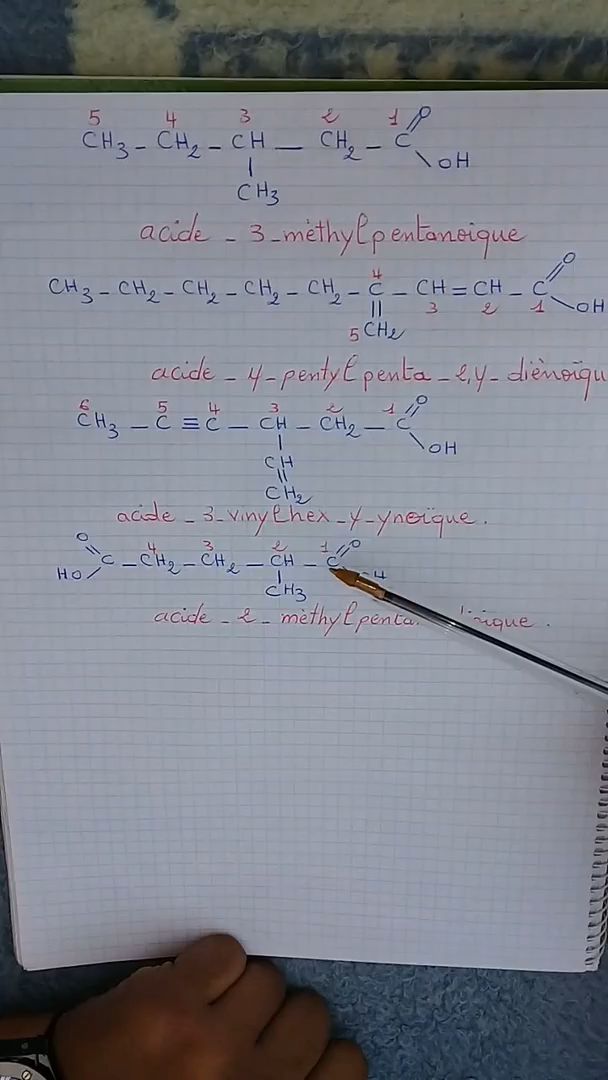 5 4 3 2 1 O
CH3 - CH2 - CH — CH2 - C
OH
CH3
acide - 3 - méthylpentanoique
O
4
CH3 - CH2 - CH2 - CH2 - CH2 - C - CH = CH - C
3 2 1 OH
5 CH2
acide - 4 - pentylpenta - 2,4 - diènoïqu
6 5 4 3 2 1 O
CH3 - C ≡ C - CH - CH2 - C
OH
CH
CH2
acide - 3 - vinylhex - 4 - ynoïque.
O 4 3 2 1 O
C - CH2 - CH2 - CH - C
HO
CH3
acide - 2 - méthylpenta